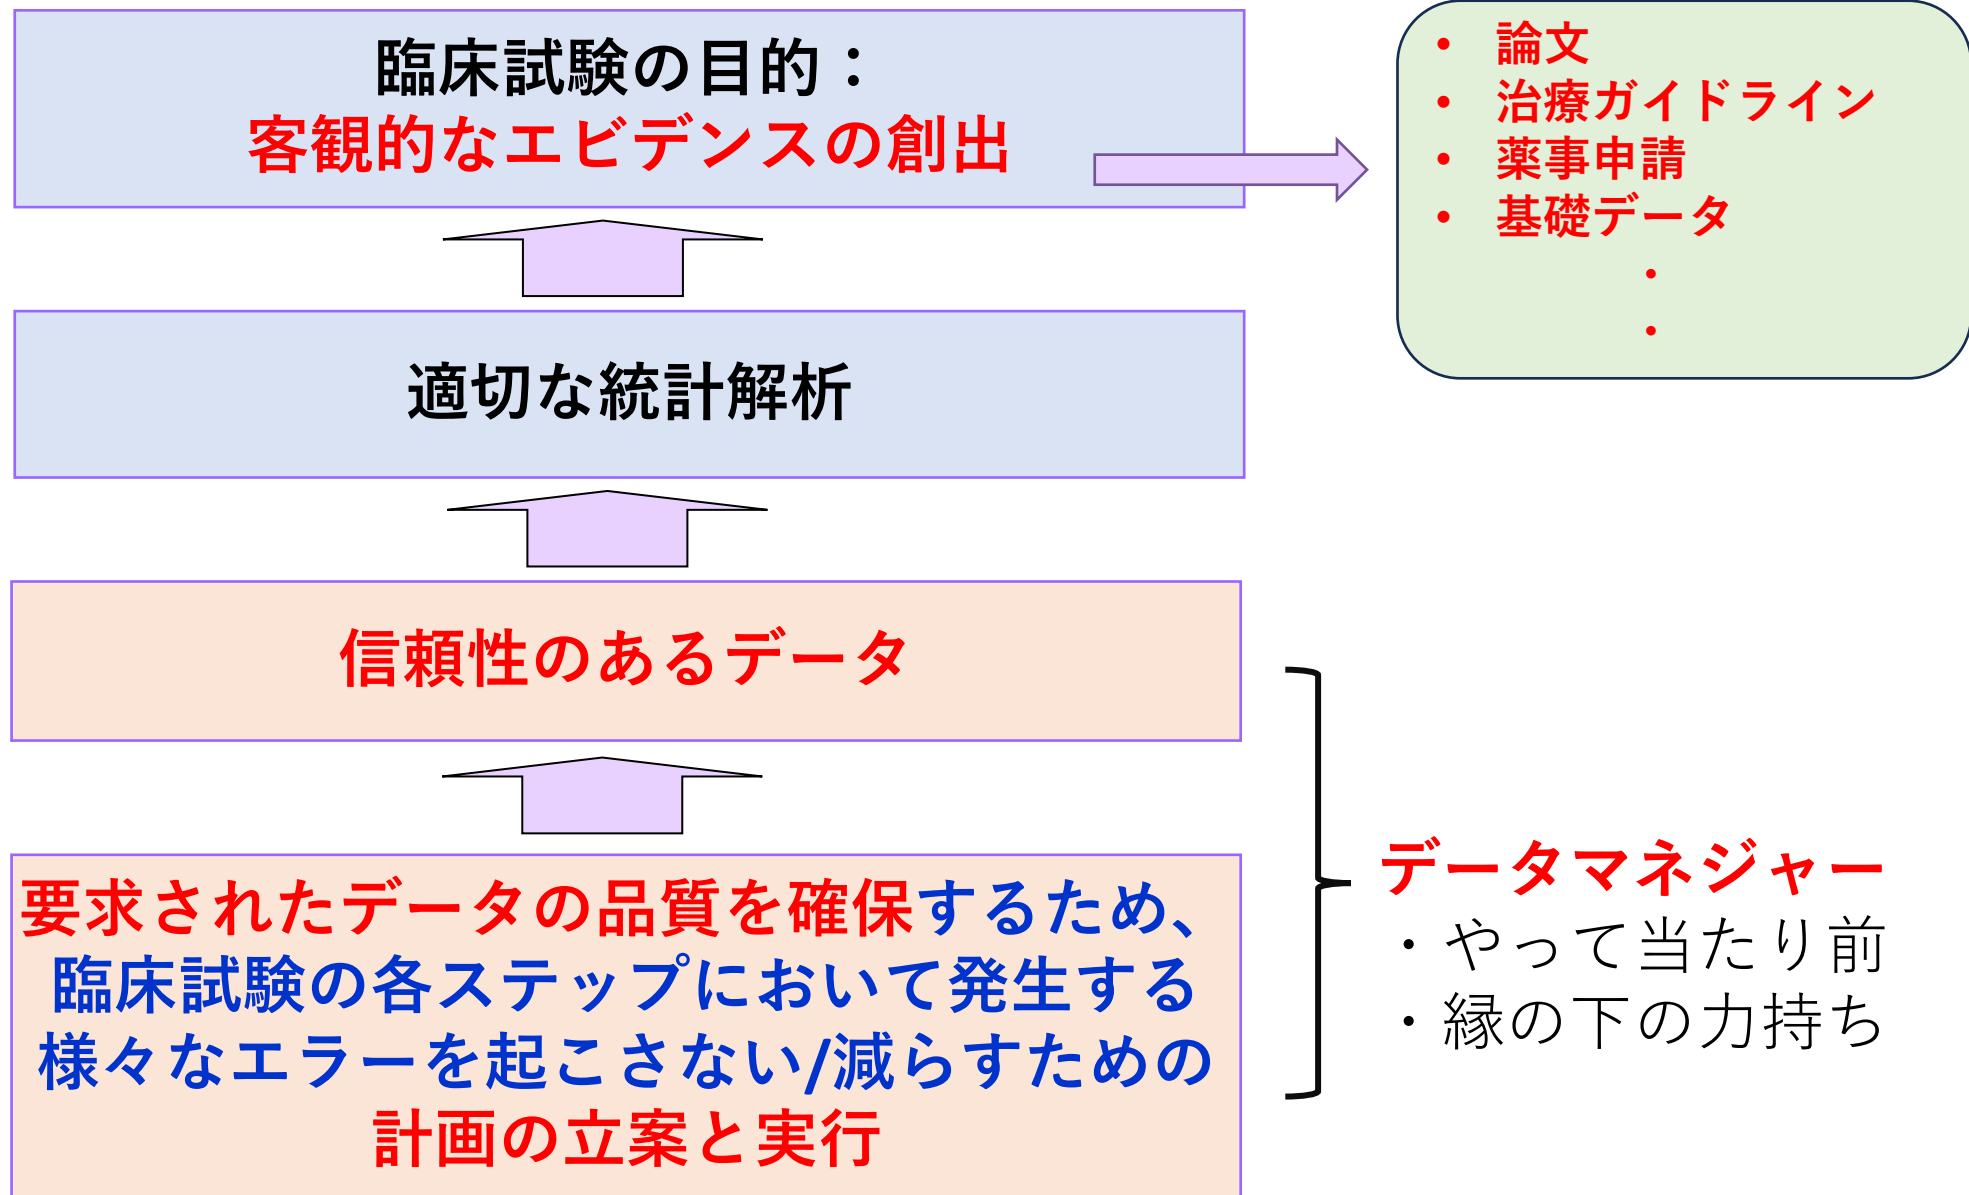 臨床試験の目的：
客観的なエビデンスの創出
• 論文
• 治療ガイドライン
• 薬事申請
• 基礎データ
・
・
適切な統計解析
信頼性のあるデータ
要求されたデータの品質を確保するため、
臨床試験の各ステップにおいて発生する
様々なエラーを起こさない/減らすための
計画の立案と実行
データマネジャー
・やって当たり前
・縁の下の力持ち